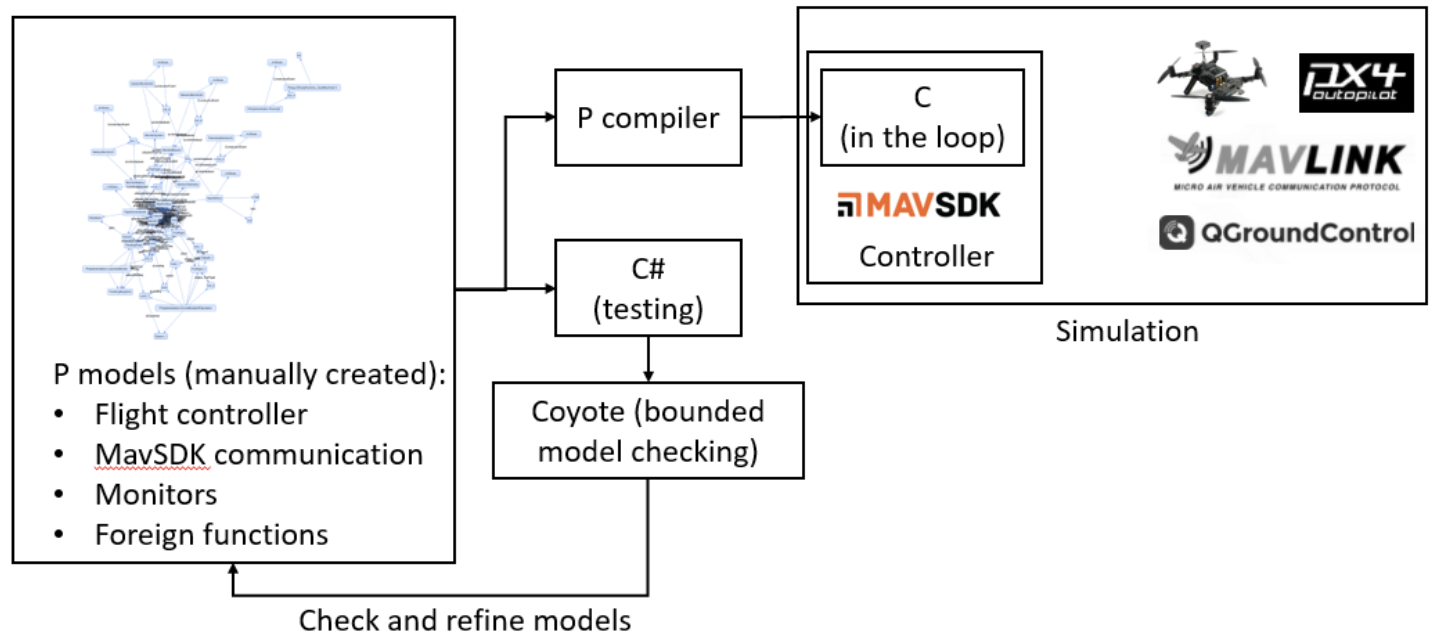 P models (manually created):
• Flight controller
• MavSDK communication
• Monitors
• Foreign functions
P compiler
C#
(testing)
Coyote (bounded
model checking)
Check and refine models
C
(in the loop)
MAVSDK
Controller
px4
autopilot
MAVLINK
MICRO AIR VEHICLE COMMUNICATION PROTOCOL
QGroundControl
Simulation